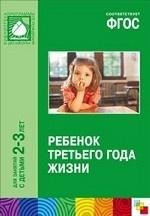 СООТВЕТСТВУЕТ
ФГОС
ДЛЯ ЗАНЯТИЙ
С ДЕТЬМИ
2-3 ЛЕТ
РЕБЕНОК
ТРЕТЬЕГО ГОДА
ЖИЗНИ